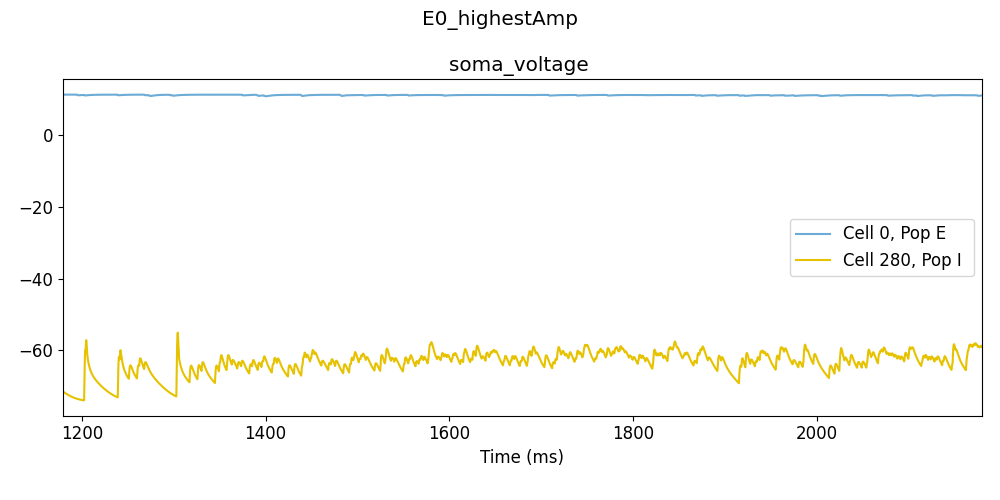 E0_highestAmp
soma_voltage
0
−20
−40
−60
Cell 0, Pop E
Cell 280, Pop I
1200 1400 1600 1800 2000
Time (ms)